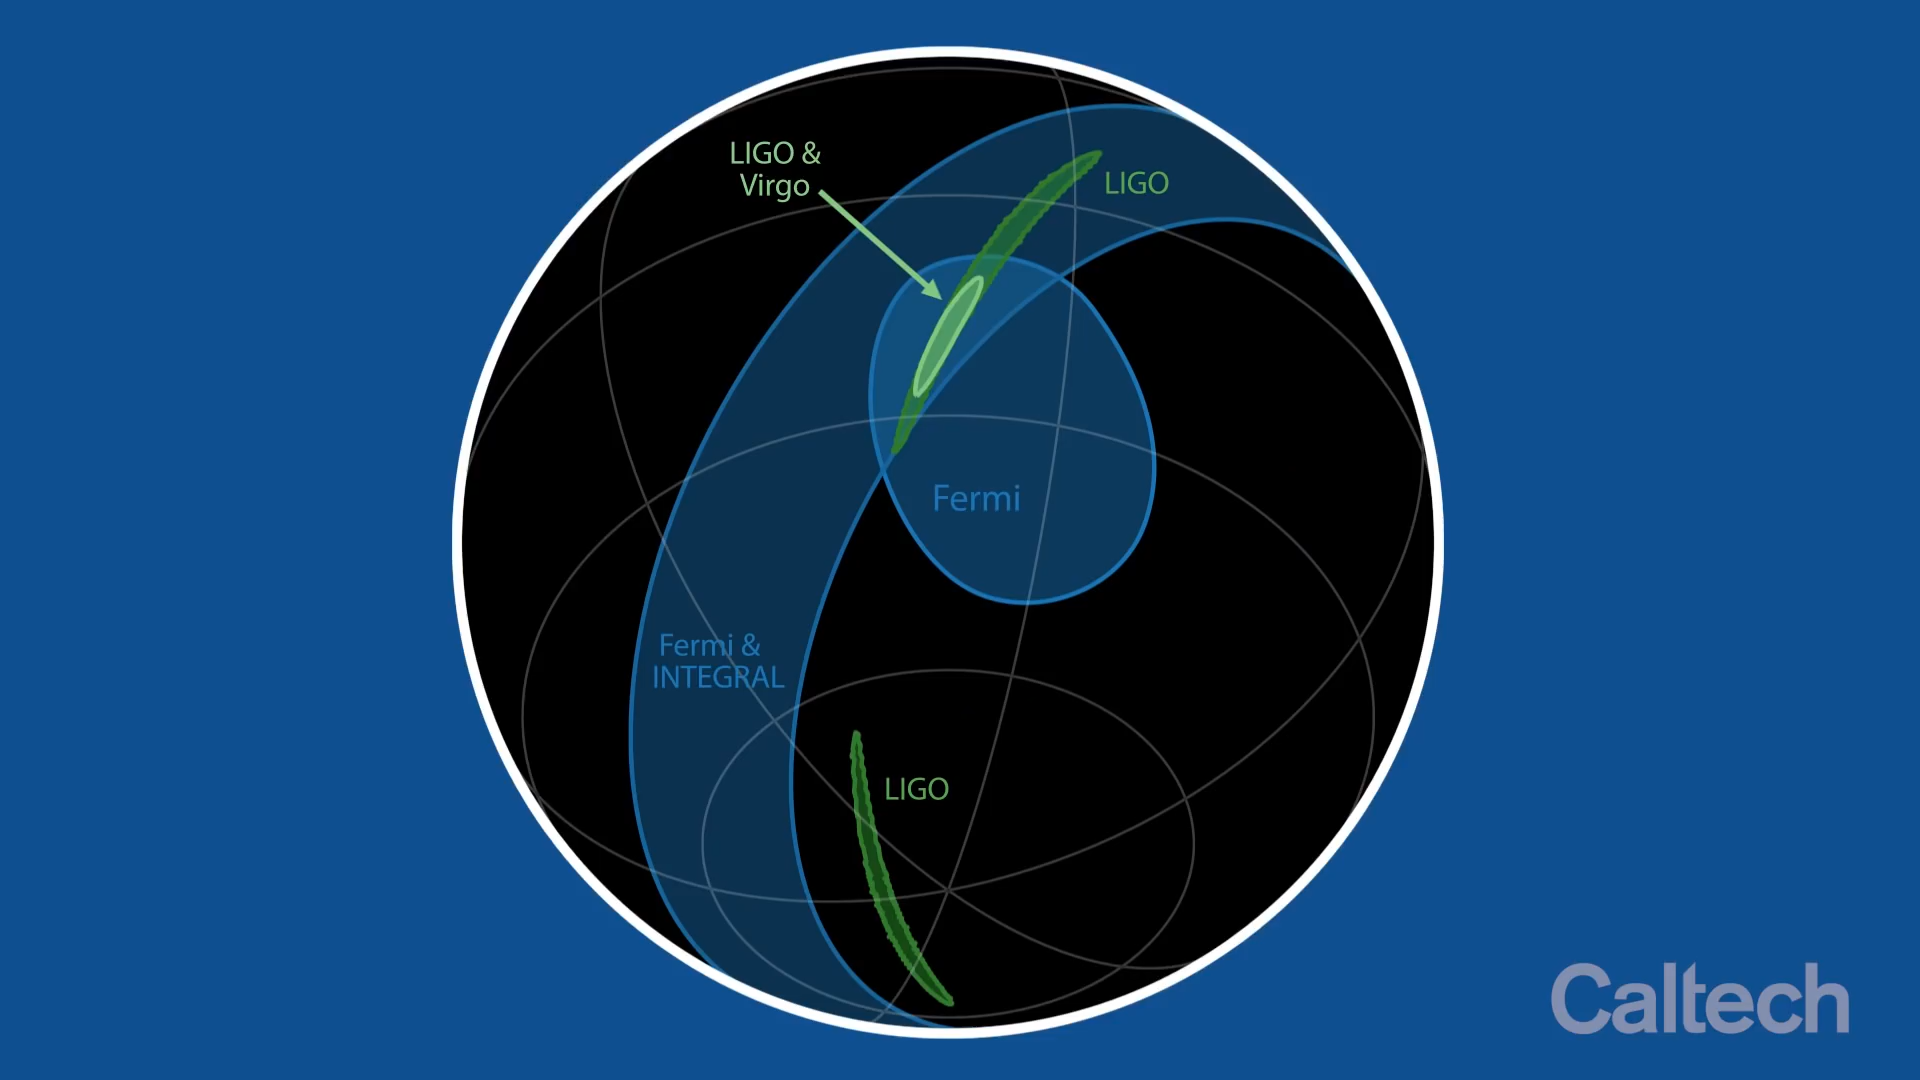 LIGO &
Virgo
LIGO
Fermi
Fermi &
INTEGRAL
LIGO
Caltech